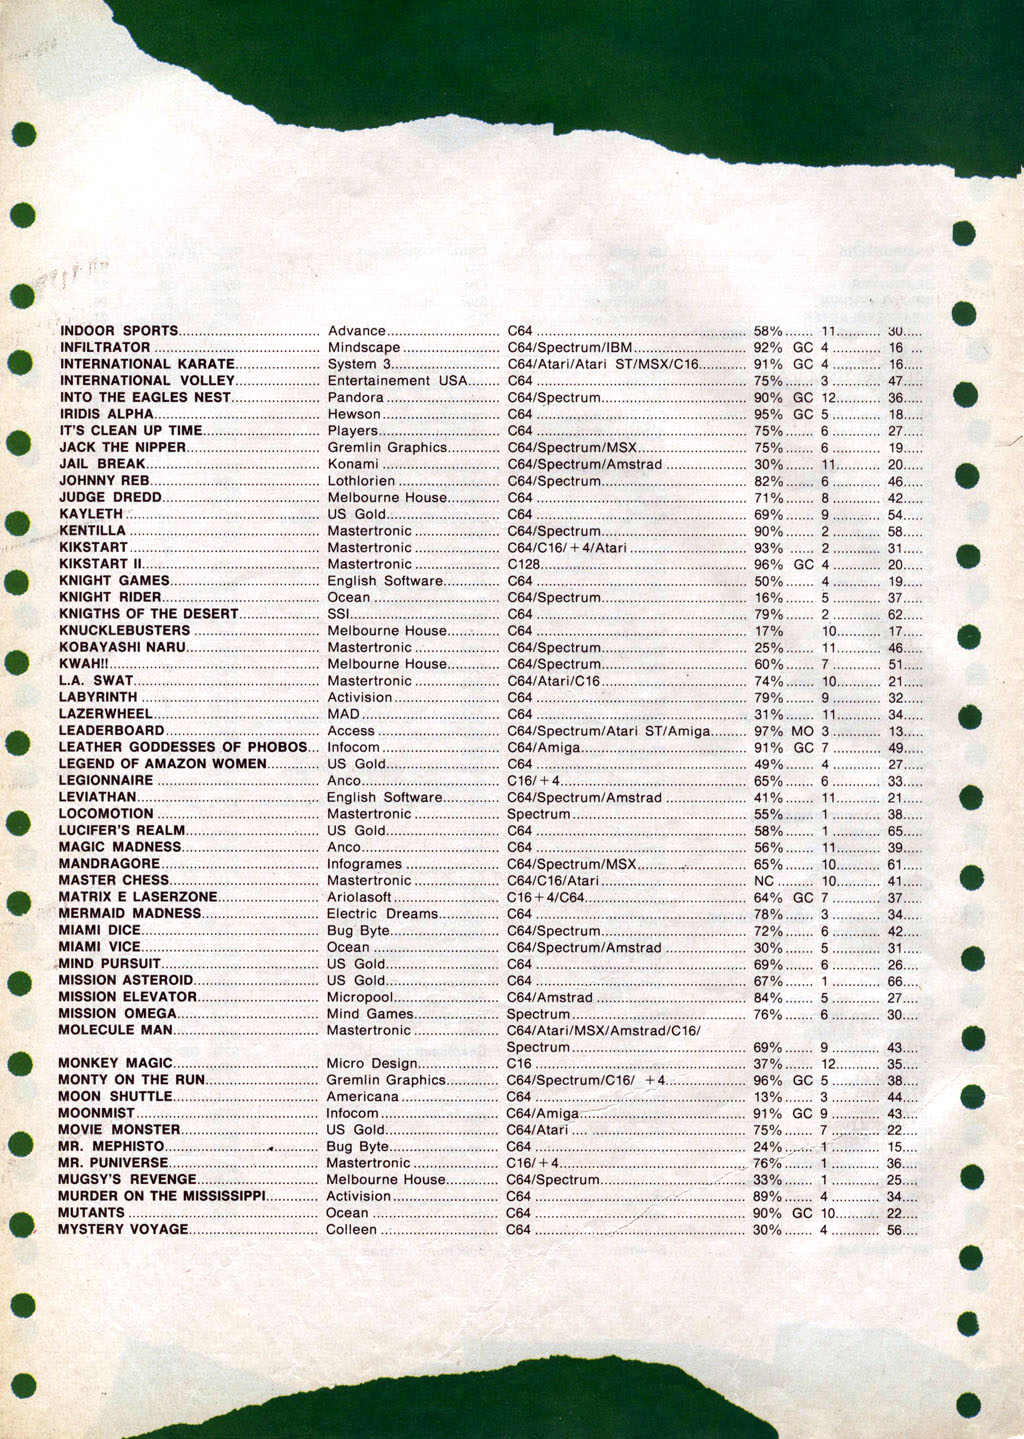 INDOOR SPORTS.......... Advance.......... C64.......... 58%...... 11.......... 30....
INFILTRATOR.......... Mindscape.......... C64/Spectrum/IBM.......... 92% GC 4.......... 16...
INTERNATIONAL KARATE.......... System 3.......... C64/Atari/Atari ST/MSX/C16.......... 91% GC 4.......... 16....
INTERNATIONAL VOLLEY.......... Entertainement USA.......... C64.......... 75%...... 3.......... 47....
INTO THE EAGLES NEST.......... Pandora.......... C64/Spectrum.......... 90% GC 12.......... 36....
IRIDIS ALPHA.......... Hewson.......... C64.......... 95% GC 5.......... 18....
IT'S CLEAN UP TIME.......... Players.......... C64.......... 75%...... 6.......... 27....
JACK THE NIPPER.......... Gremlin Graphics.......... C64/Spectrum/MSX.......... 75%...... 6.......... 19....
JAIL BREAK.......... Konami.......... C64/Spectrum/Amstrad.......... 30%...... 11.......... 20....
JOHNNY REB.......... Lothlorien.......... C64/Spectrum.......... 82%...... 6.......... 46....
JUDGE DREDD.......... Melbourne House.......... C64.......... 71%...... 8.......... 42....
KAYLETH.......... US Gold.......... C64.......... 69%...... 9.......... 54....
KENTILLA.......... Mastertronic.......... C64/Spectrum.......... 90%...... 2.......... 58....
KIKSTART.......... Mastertronic.......... C64/C16/+4/Atari.......... 93%...... 2.......... 31....
KIKSTART II.......... Mastertronic.......... C128.......... 96% GC 4.......... 20....
KNIGHT GAMES.......... English Software.......... C64.......... 50%...... 4.......... 19....
KNIGHT RIDER.......... Ocean.......... C64/Spectrum.......... 16%...... 5.......... 37....
KNIGTHS OF THE DESERT.......... SSI.......... C64.......... 79%...... 2.......... 62....
KNUCKLEBUSTERS.......... Melbourne House.......... C64.......... 17% 10.......... 17....
KOBAYASHI NARU.......... Mastertronic.......... C64/Spectrum.......... 25%...... 11.......... 46....
KWAH!!.......... Melbourne House.......... C64/Spectrum.......... 60%...... 7.......... 51....
L.A. SWAT.......... Mastertronic.......... C64/Atari/C16.......... 74%...... 10.......... 21....
LABYRINTH.......... Activision.......... C64.......... 79%...... 9.......... 32....
LAZERWHEEL.......... MAD.......... C64.......... 31%...... 11.......... 34....
LEADERBOARD.......... Access.......... C64/Spectrum/Atari ST/Amiga.......... 97% MO 3.......... 13....
LEATHER GODDESSES OF PHOBOS... Infocom.......... C64/Amiga.......... 91% GC 7.......... 49....
LEGEND OF AMAZON WOMEN.......... US Gold.......... C64.......... 49%...... 4.......... 27....
LEGIONNAIRE.......... Anco.......... C16/+4.......... 65%...... 6.......... 33....
LEVIATHAN.......... English Software.......... C64/Spectrum/Amstrad.......... 41%...... 11.......... 21....
LOCOMOTION.......... Mastertronic.......... Spectrum.......... 55%...... 1.......... 38....
LUCIFER'S REALM.......... US Gold.......... C64.......... 58%...... 1.......... 65....
MAGIC MADNESS.......... Anco.......... C64.......... 56%...... 11.......... 39....
MANDRAGORE.......... Infogrames.......... C64/Spectrum/MSX.......... 65%...... 10.......... 61....
MASTER CHESS.......... Mastertronic.......... C64/C16/Atari.......... NC...... 10.......... 41....
MATRIX E LASERZONE.......... Ariolasoft.......... C16+4/C64.......... 64% GC 7.......... 37....
MERMAID MADNESS.......... Electric Dreams.......... C64.......... 78%...... 3.......... 34....
MIAMI DICE.......... Bug Byte.......... C64/Spectrum.......... 72%...... 6.......... 42....
MIAMI VICE.......... Ocean.......... C64/Spectrum/Amstrad.......... 30%...... 5.......... 31....
MIND PURSUIT.......... US Gold.......... C64.......... 69%...... 6.......... 26....
MISSION ASTEROID.......... US Gold.......... C64.......... 67%...... 1.......... 66....
MISSION ELEVATOR.......... Micropool.......... C64/Amstrad.......... 84%...... 5.......... 27....
MISSION OMEGA.......... Mind Games.......... Spectrum.......... 76%...... 6.......... 30....
MOLECULE MAN.......... Mastertronic.......... C64/Atari/MSX/Amstrad/C16/
Spectrum.......... 69%...... 9.......... 43....
MONKEY MAGIC.......... Micro Design.......... C16.......... 37%...... 12.......... 35....
MONTY ON THE RUN.......... Gremlin Graphics.......... C64/Spectrum/C16/ +4.......... 96% GC 5.......... 38....
MOON SHUTTLE.......... Americana.......... C64.......... 13%...... 3.......... 44....
MOONMIST.......... Infocom.......... C64/Amiga.......... 91% GC 9.......... 43....
MOVIE MONSTER.......... US Gold.......... C64/Atari.......... 75%...... 7.......... 22....
MR. MEPHISTO.......... Bug Byte.......... C64.......... 24%...... 1.......... 15....
MR. PUNIVERSE.......... Mastertronic.......... C16/+4.......... 76%...... 1.......... 36....
MUGSY'S REVENGE.......... Melbourne House.......... C64/Spectrum.......... 33%...... 1.......... 25....
MURDER ON THE MISSISSIPPI.......... Activision.......... C64.......... 89%...... 4.......... 34....
MUTANTS.......... Ocean.......... C64.......... 90% GC 10.......... 22....
MYSTERY VOYAGE.......... Colleen.......... C64.......... 30%...... 4.......... 56....